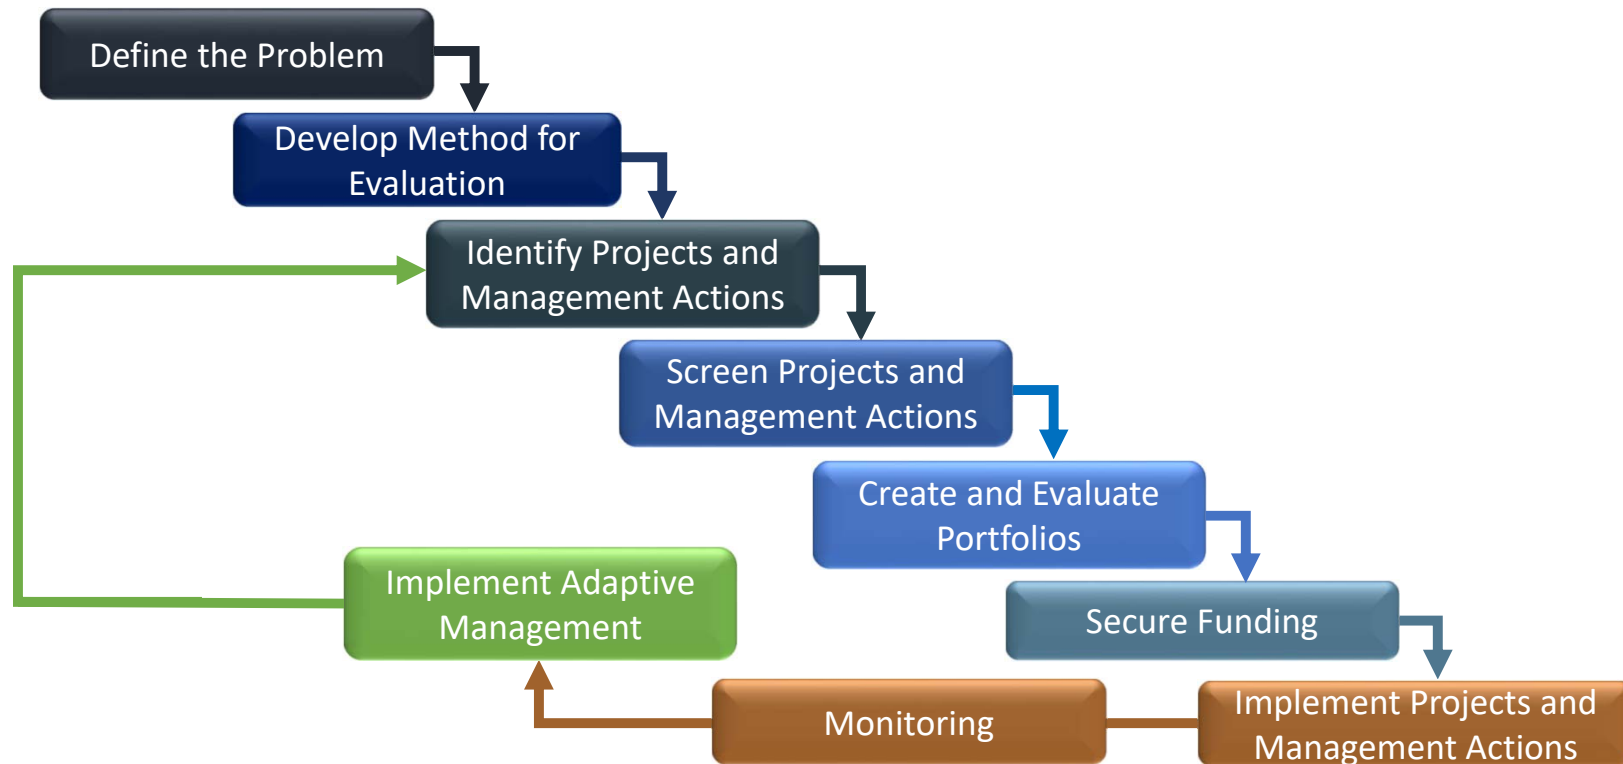 Define the Problem
Develop Method for
Evaluation
Identify Projects and
Management Actions
Screen Projects and
Management Actions
Create and Evaluate
Portfolios
Secure Funding
Implement Projects and
Management Actions
Monitoring
Implement Adaptive
Management